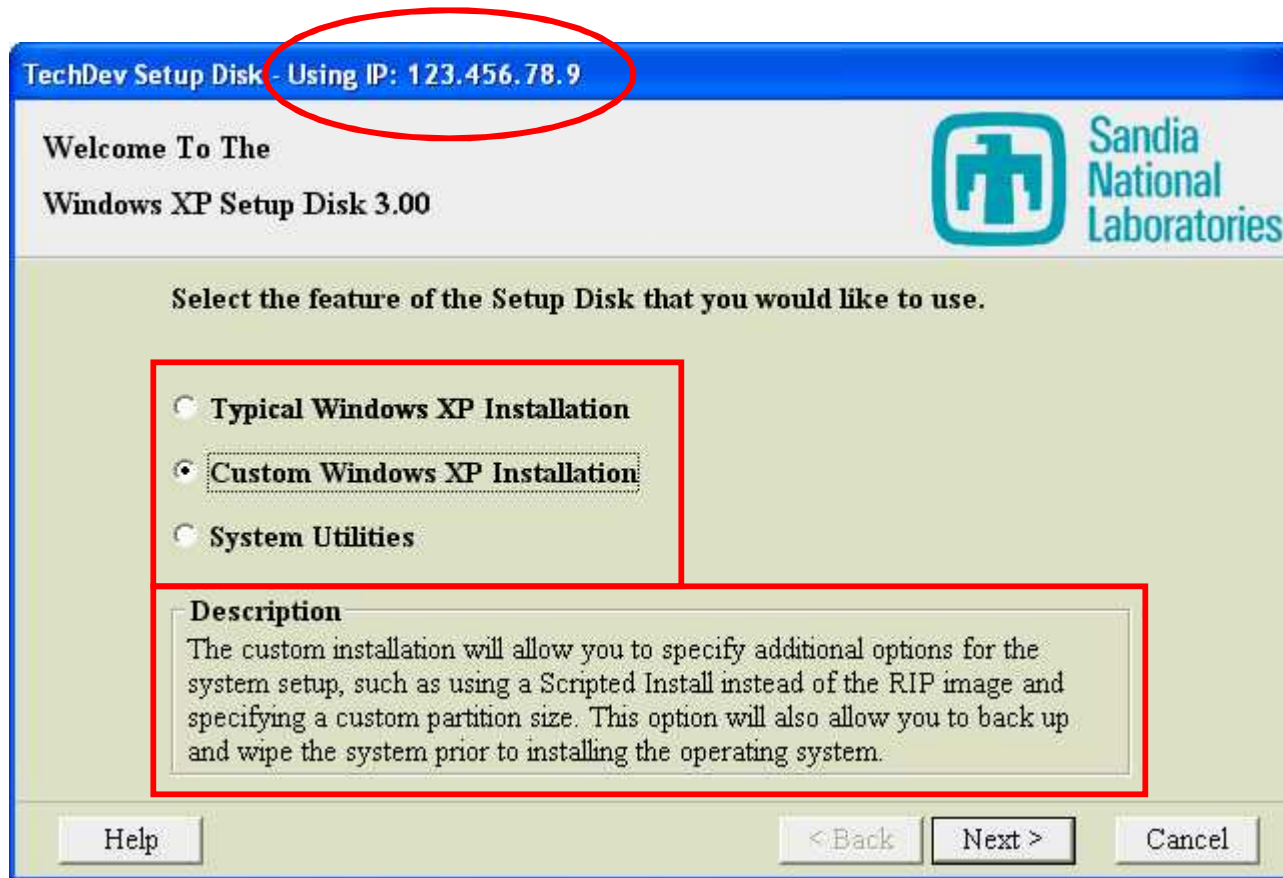 TechDev Setup Disk - Using IP: 123.456.78.9
Welcome To The
Windows XP Setup Disk 3.00
Sandia
National
Laboratories
Select the feature of the Setup Disk that you would like to use.
Typical Windows XP Installation
Custom Windows XP Installation
System Utilities
Description
The custom installation will allow you to specify additional options for the
system setup, such as using a Scripted Install instead of the RIP image and
specifying a custom partition size. This option will also allow you to back up
and wipe the system prior to installing the operating system.
Help
< Back
Next >
Cancel